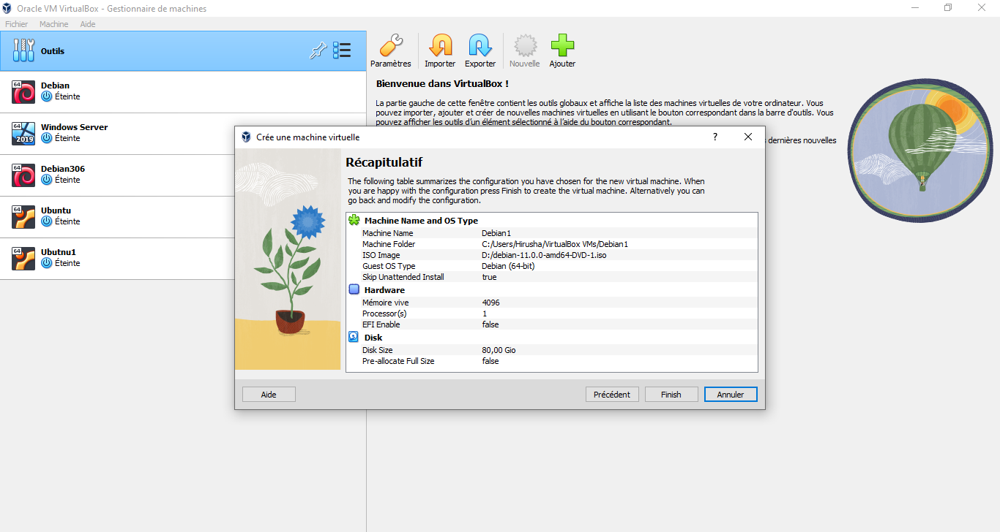 Oracle VM VirtualBox - Gestionnaire de machines
Fichier Machine Aide
Outils
Paramètres Importer Exporter Nouvelle Ajouter
64
Debian
Éteinte
64
2019
Windows Server
Éteinte
64
Debian306
Éteinte
64
Ubuntu
Éteinte
64
Ubutnu1
Éteinte
Bienvenue dans VirtualBox !
La partie gauche de cette fenêtre contient les outils globaux et affiche la liste des machines virtuelles de votre ordinateur. Vous
pouvez importer, ajouter et créer de nouvelles machines virtuelles en utilisant le bouton correspondant dans la barre d'outils. Vous
pouvez afficher les outils d'un élément sélectionné à l'aide du bouton correspondant.
s dernières nouvelles
Crée une machine virtuelle
?
Récapitulatif
The following table summarizes the configuration you have chosen for the new virtual machine. When
you are happy with the configuration press Finish to create the virtual machine. Alternatively you can
go back and modify the configuration.
Machine Name and OS Type
Machine Name Debian1
Machine Folder C:/Users/Hirusha/VirtualBox VMs/Debian1
ISO Image D:/debian-11.0.0-amd64-DVD-1.iso
Guest OS Type Debian (64-bit)
Skip Unattended Install true
Hardware
Mémoire vive 4096
Processor(s) 1
EFI Enable false
Disk
Disk Size 80,00 Gio
Pre-allocate Full Size false
Aide Précédent Finish Annuler